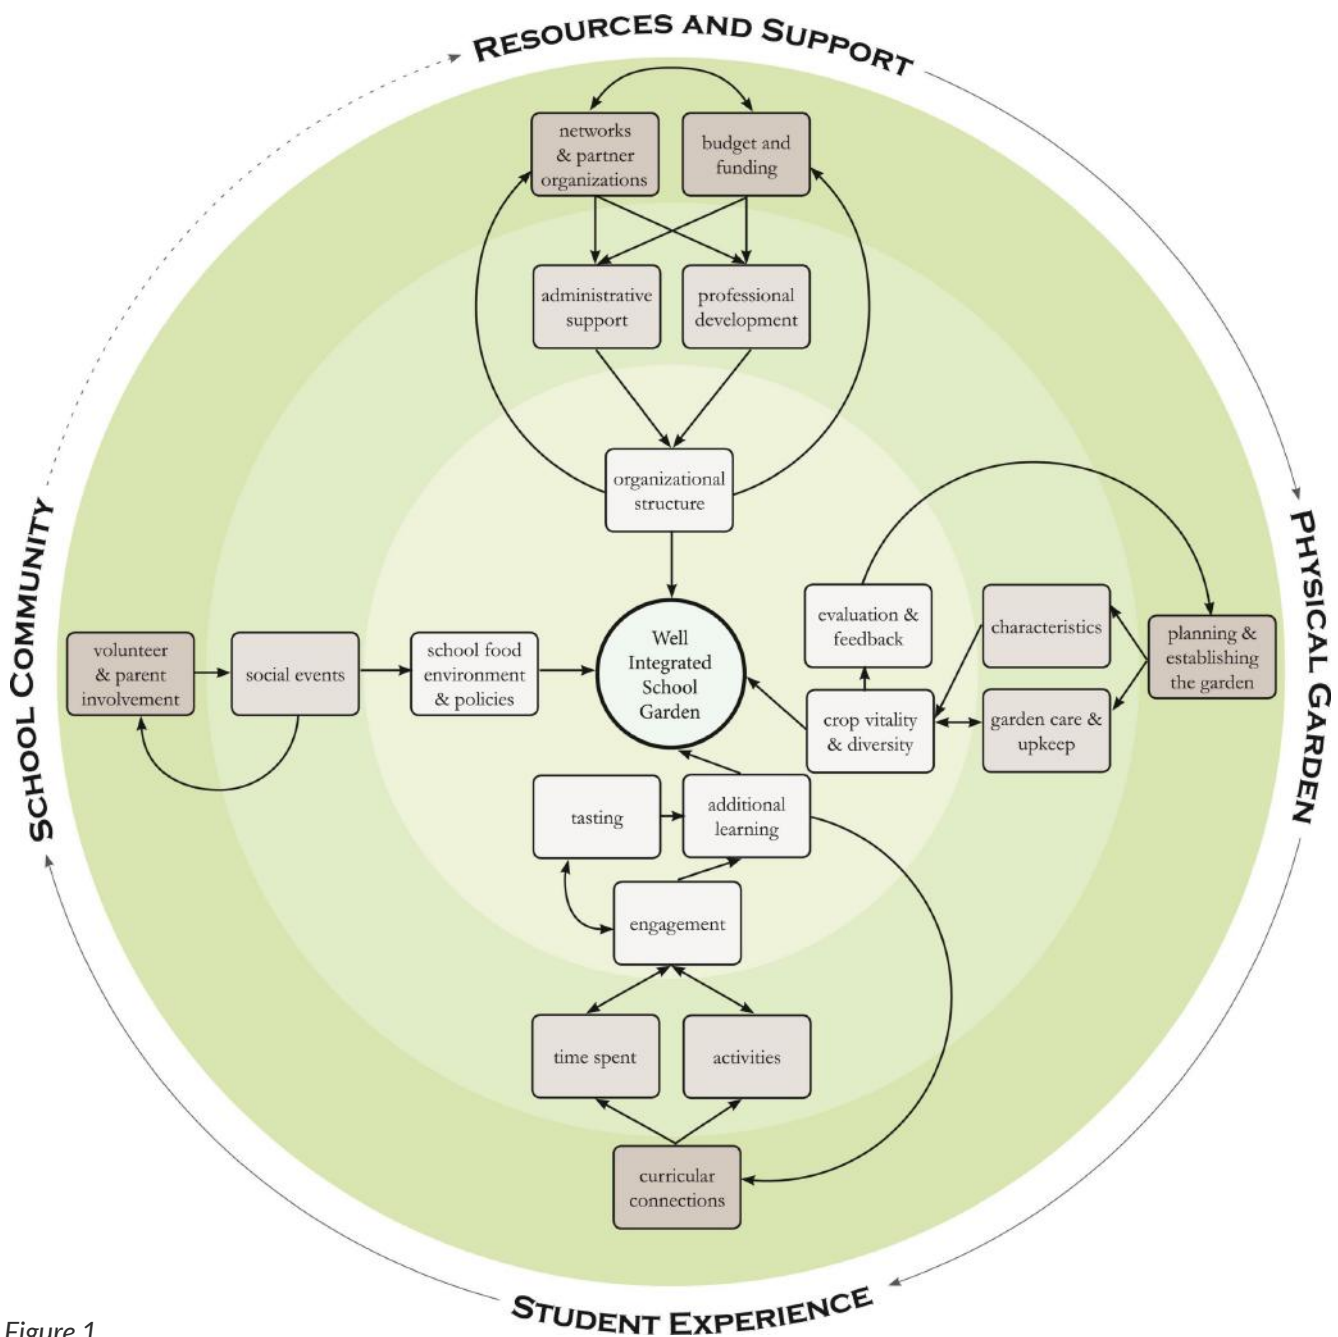 RESOURCES AND SUPPORT
networks
& partner
organizations
budget and
funding
administrative
support
professional
development
organizational
structure
SCHOOL COMMUNITY
volunteer
& parent
involvement
social events
school food
environment
& policies
Well
Integrated
School
Garden
evaluation &
feedback
characteristics
planning &
establishing
the garden
crop vitality
& diversity
garden care &
upkeep
PHYSICAL GARDEN
tasting
additional
learning
engagement
time spent
activities
curricular
connections
STUDENT EXPERIENCE
Figure 1